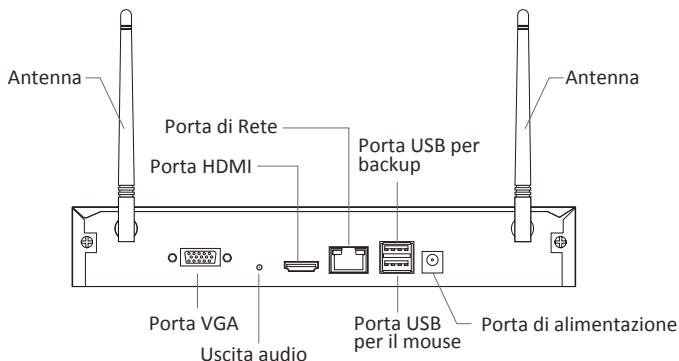 Antenna
Antenna
Porta di Rete
Porta USB per
backup
Porta HDMI
Porta VGA
Uscita audio
Porta USB
per il mouse
Porta di alimentazione